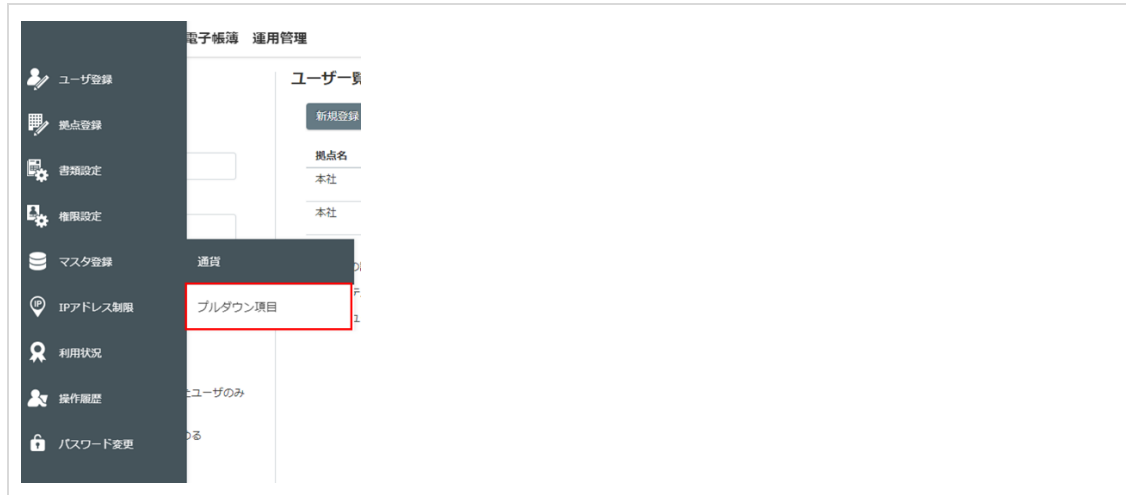 電子帳簿 運用管理
ユーザ登録
拠点登録
書類設定
権限設定
マスタ登録
IPアドレス制限
利用状況
操作履歴
パスワード変更
通貨
プルダウン項目
ユーザのみ
める
ユーザー覧
新規登録
拠点名
本社
本社